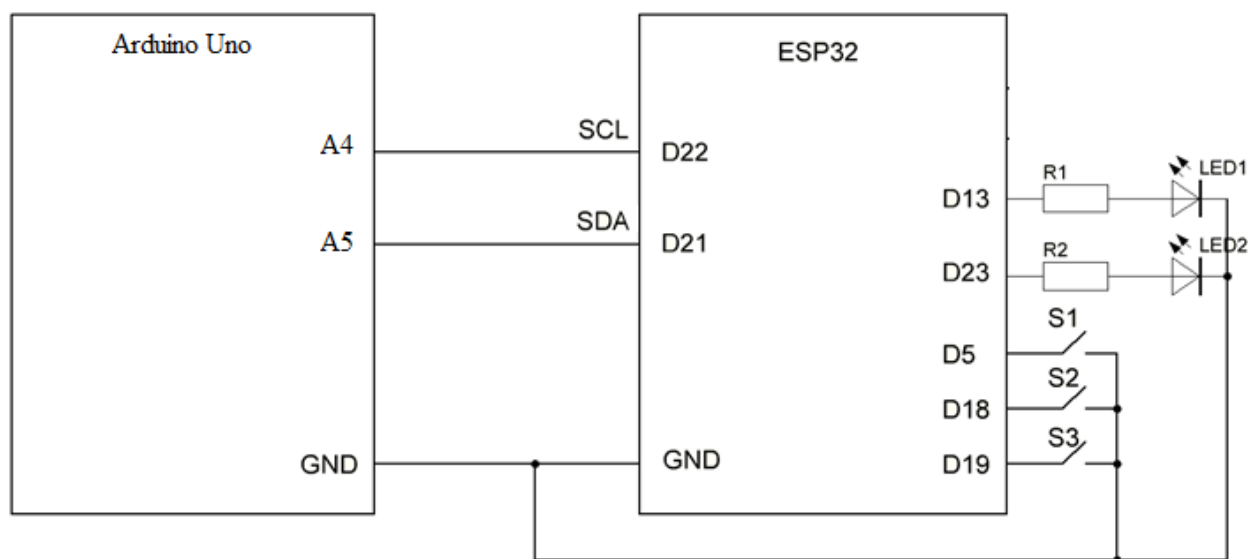 Arduino Uno
A4
A5
GND
SCL
SDA
ESP32
D22
D21
GND
D13
D23
D5
D18
D19
R1
LED1
R2
LED2
S1
S2
S3